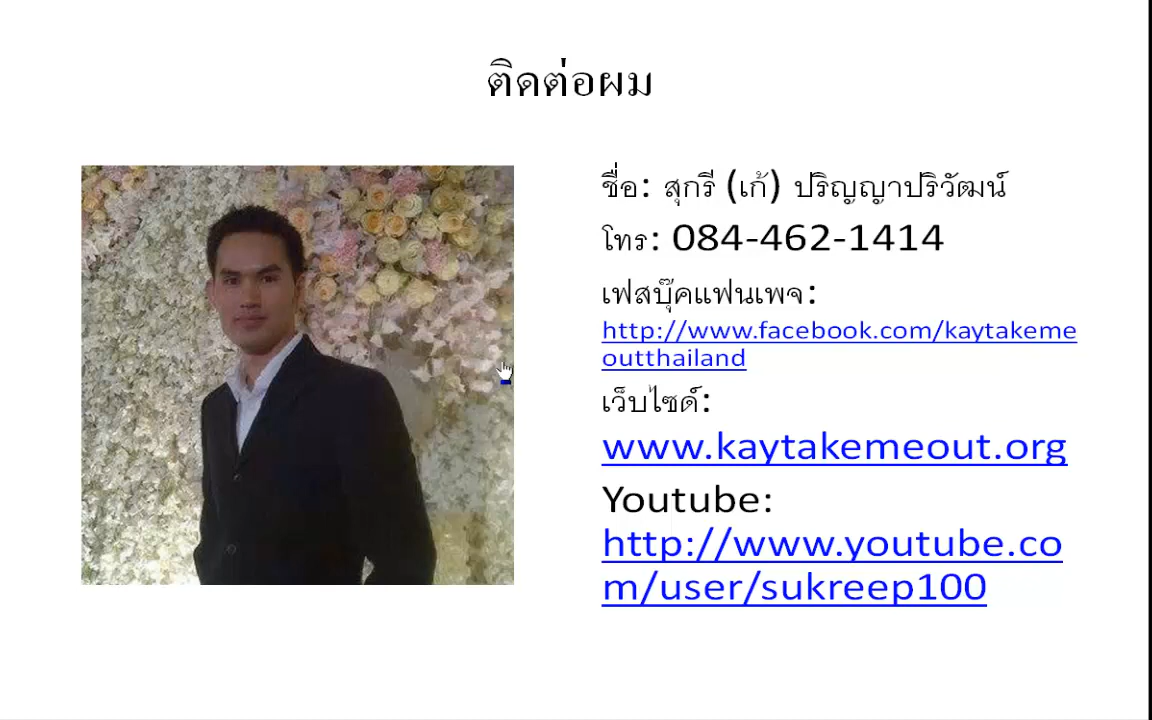 ติดต่อผม
ชื่อ: สุกรี (เก้) ปริญญาปริวัฒน์
โทร: 084-462-1414
เฟสบุ๊คแฟนเพจ:
http://www.facebook.com/kaytakeme
outthailand
เว็บไซด์:
www.kaytakemeout.org
Youtube:
http://www.youtube.co
m/user/sukreep100